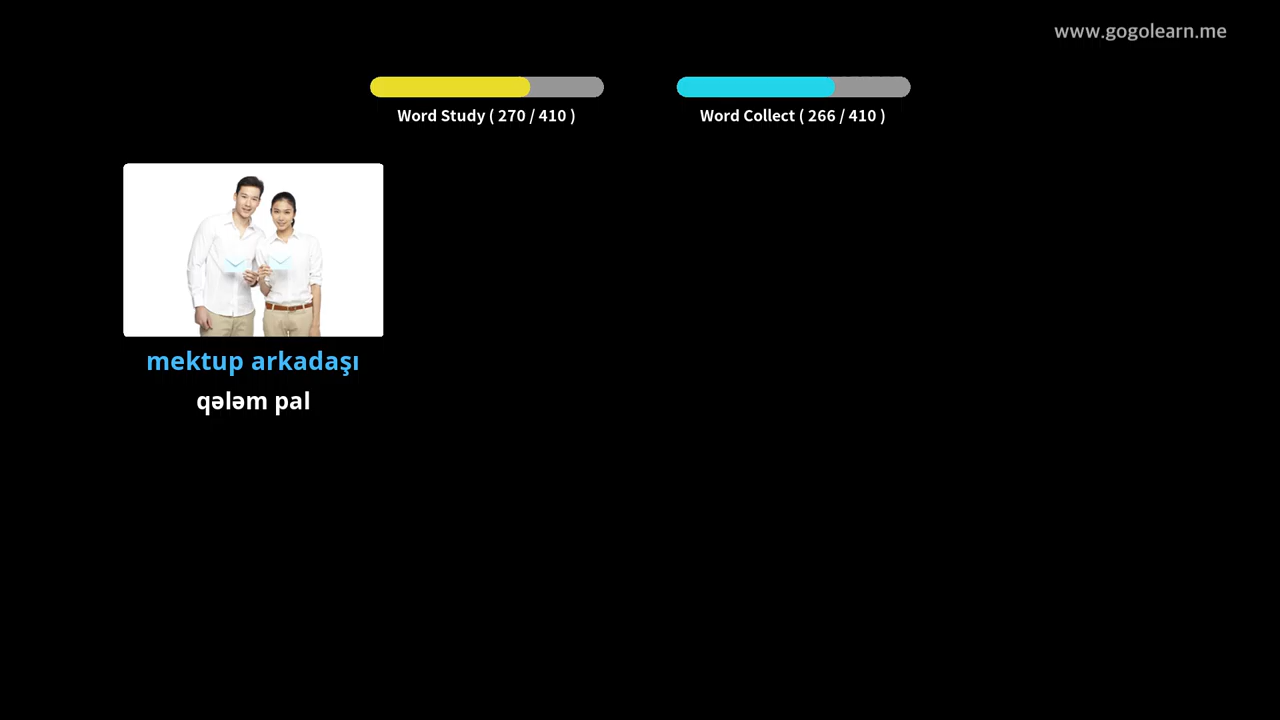 www.gogolearn.me
Word Study ( 270 / 410 )
Word Collect ( 266 / 410 )
mektup arkadaşı
qələm pal